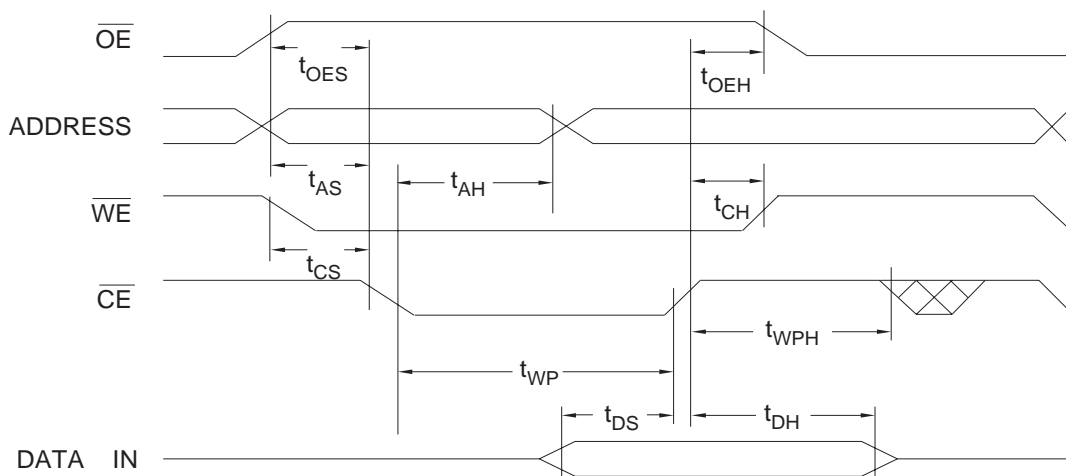 OE
tOES
tOEH
ADDRESS
tAS
tAH
tCH
WE
tCS
CE
tWPH
tWP
tDS
tDH
DATA IN